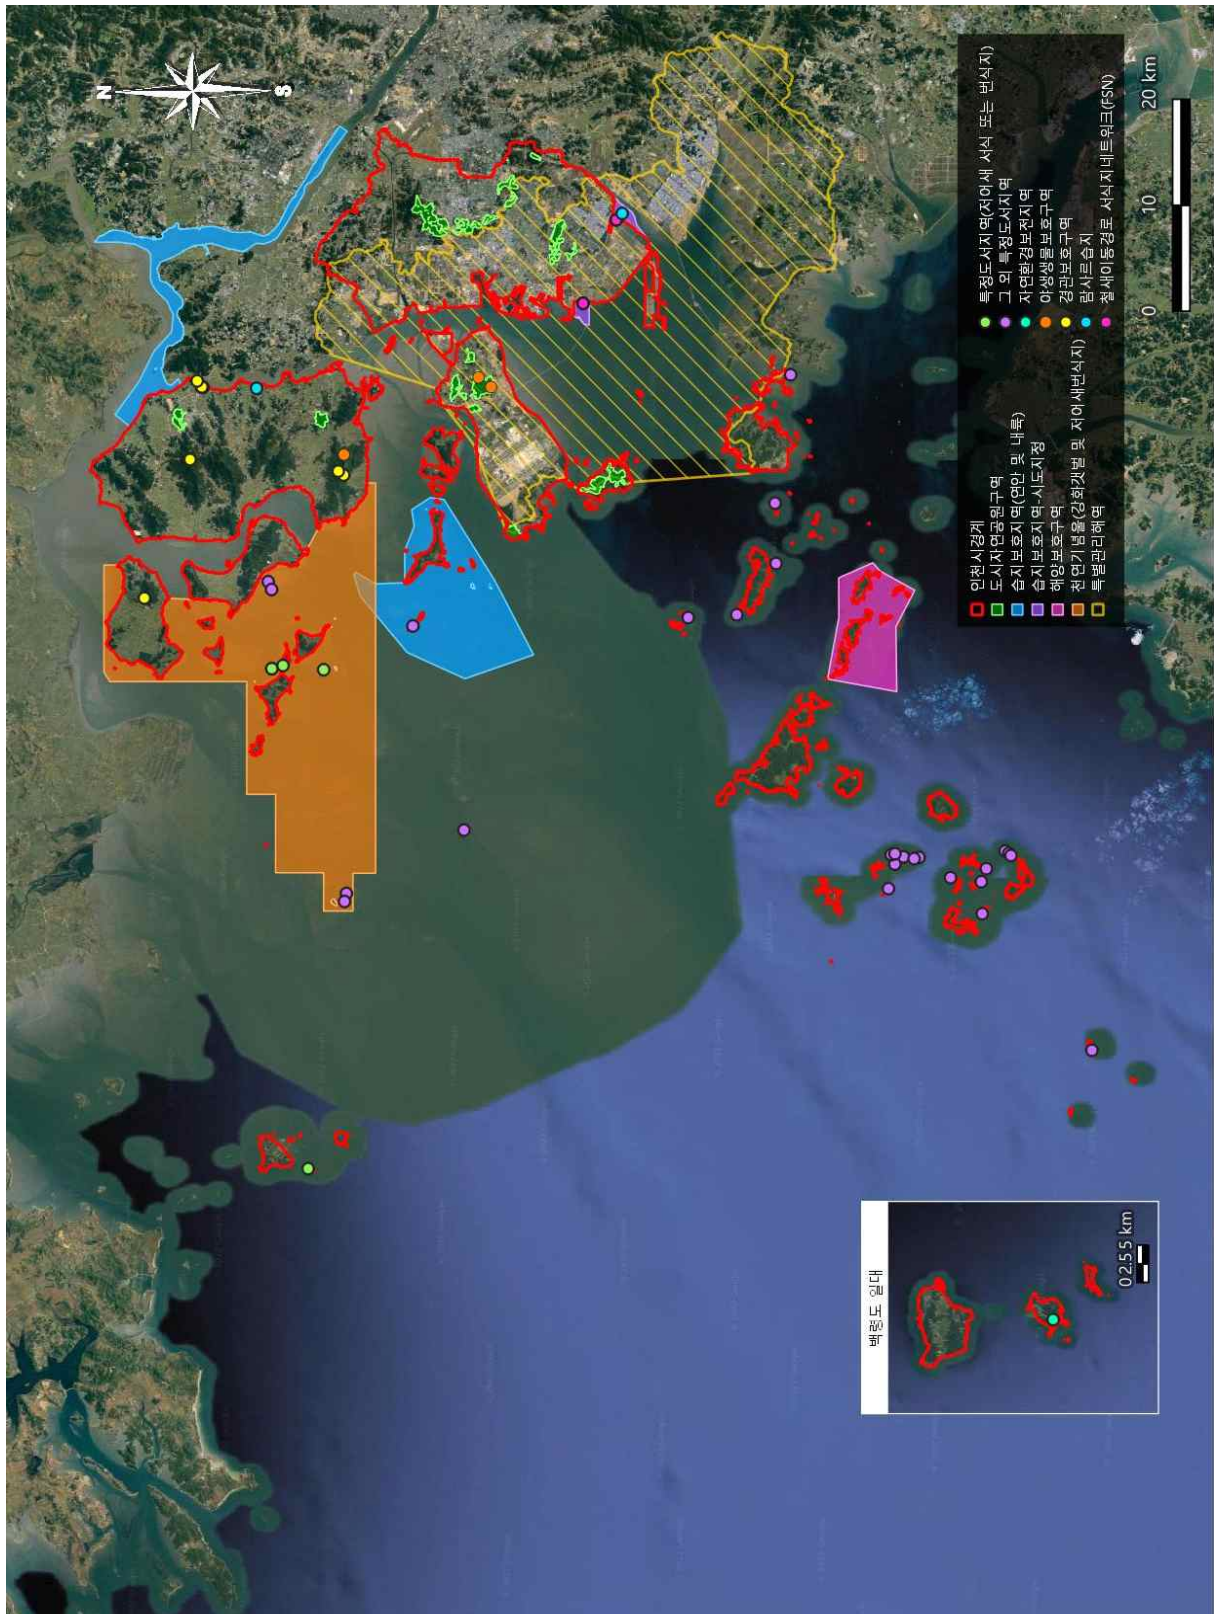 N
S
특정도서지역(저어새 서식 또는 번식지)
그 외 특정도서지역
자연환경보전지역
야생생물보호구역
경관보호구역
람사르습지
철새이동경로 서식지네트워크(FSN)
인천시경계
도시자연공원구역
습지보호지역(연안 및 내륙)
습지보호지역-시도지정
해양보호구역
천연기념물(강화갯벌 및 저어새번식지)
특별관리해역
0 10 20 km
백령도 일대
0 2.5 5 km